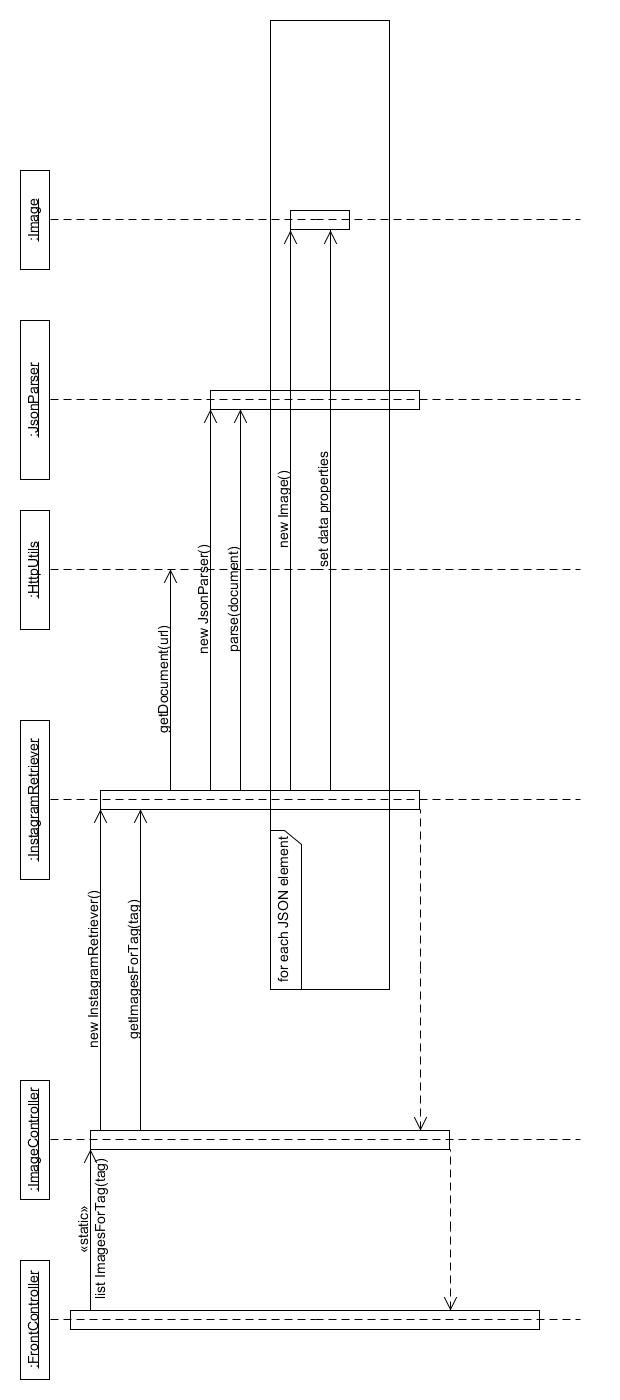 :FrontController
:ImageController
:InstagramRetriever
:HttpUtils
:JsonParser
:Image
«static»
list ImagesForTag(tag)
new InstagramRetriever()
getImagesForTag(tag)
getDocument(url)
new JsonParser()
parse(document)
for each JSON element
new Image()
set data properties